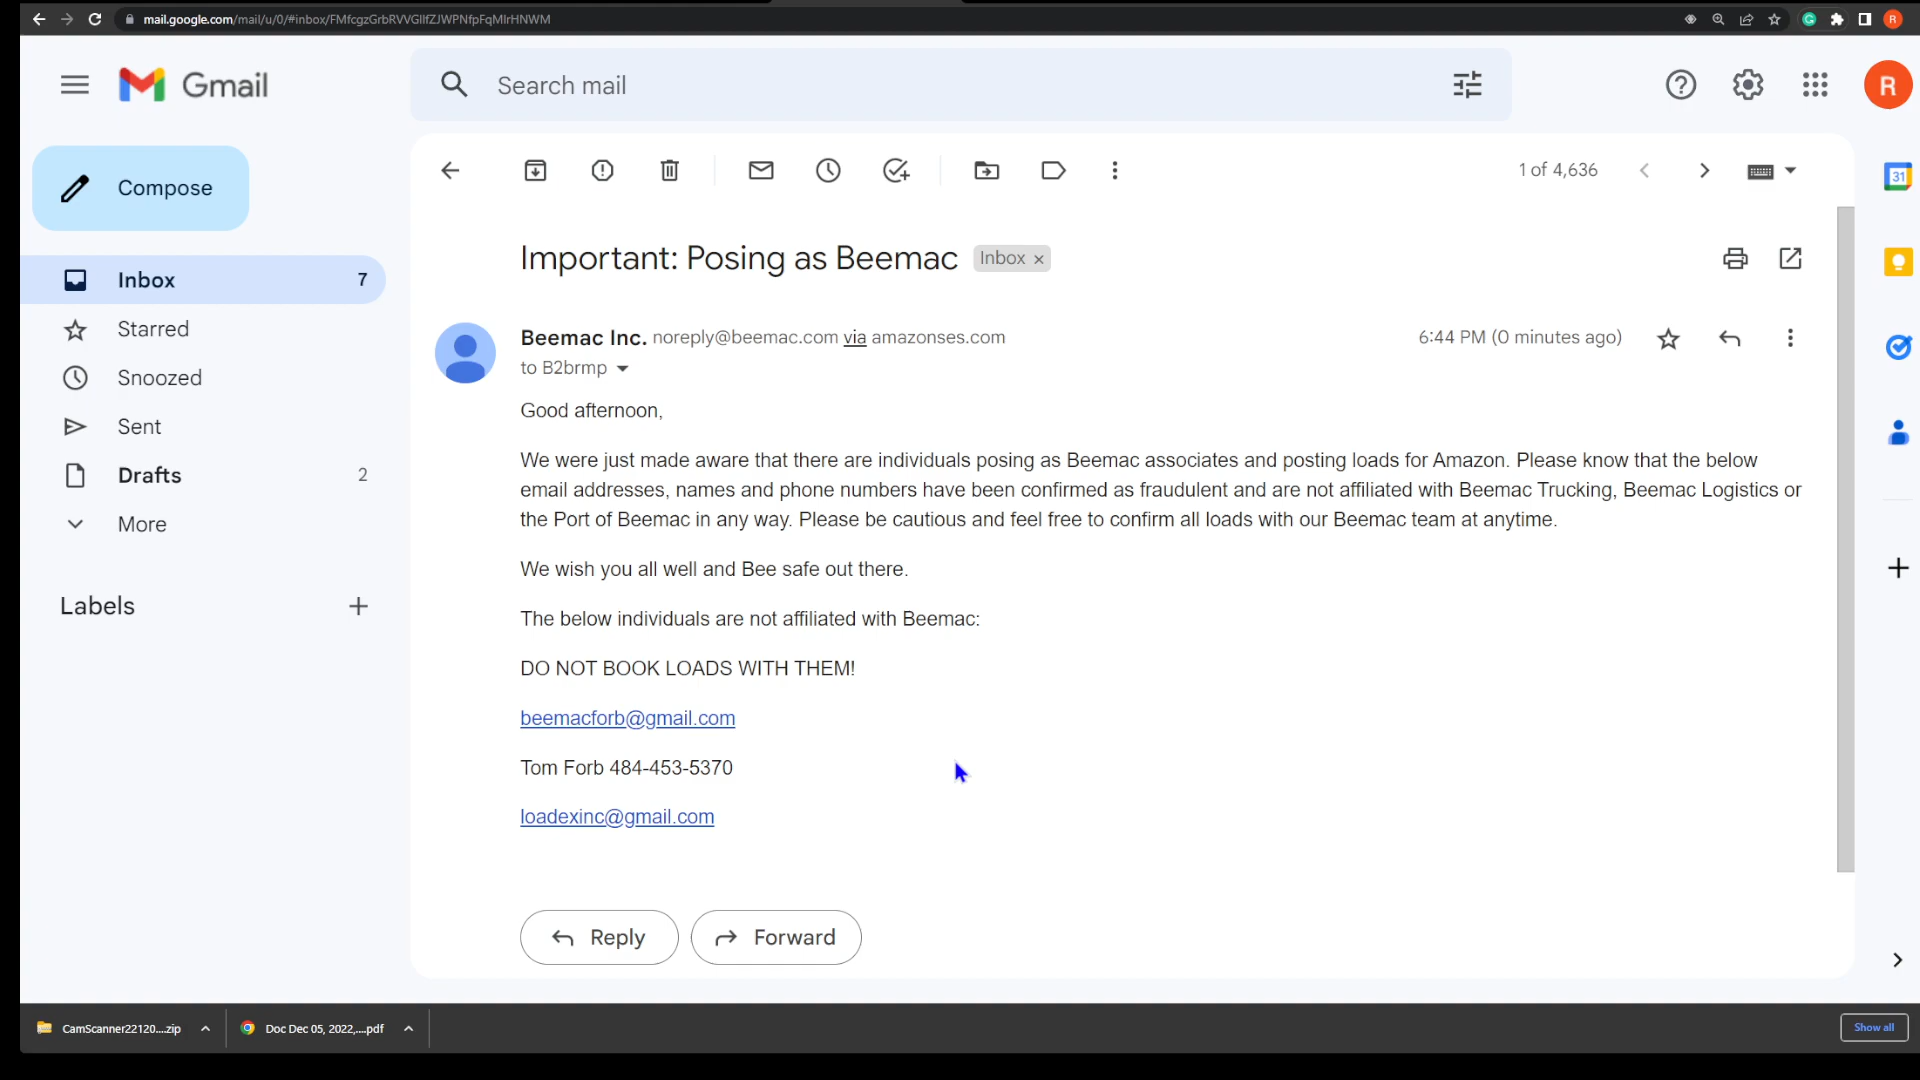 mail.google.com/mail/u/0/#inbox/FMfcgzGrbRVVGlIfZJWPNfpFqMlrHNWM
R
Gmail
Search mail
R
Compose
1 of 4,636
31
Important: Posing as Beemac Inbox ×
Inbox 7
Starred
Snoozed
Sent
Drafts 2
More
Labels
Beemac Inc. noreply@beemac.com via amazonses.com 6:44 PM (0 minutes ago)
to B2brmp
Good afternoon,
We were just made aware that there are individuals posing as Beemac associates and posting loads for Amazon. Please know that the below
email addresses, names and phone numbers have been confirmed as fraudulent and are not affiliated with Beemac Trucking, Beemac Logistics or
the Port of Beemac in any way. Please be cautious and feel free to confirm all loads with our Beemac team at anytime.
We wish you all well and Bee safe out there.
The below individuals are not affiliated with Beemac:
DO NOT BOOK LOADS WITH THEM!
beemacforb@gmail.com
Tom Forb 484-453-5370
loadexinc@gmail.com
Reply
Forward
CamScanner22120....zip
Doc Dec 05, 2022,....pdf
Show all